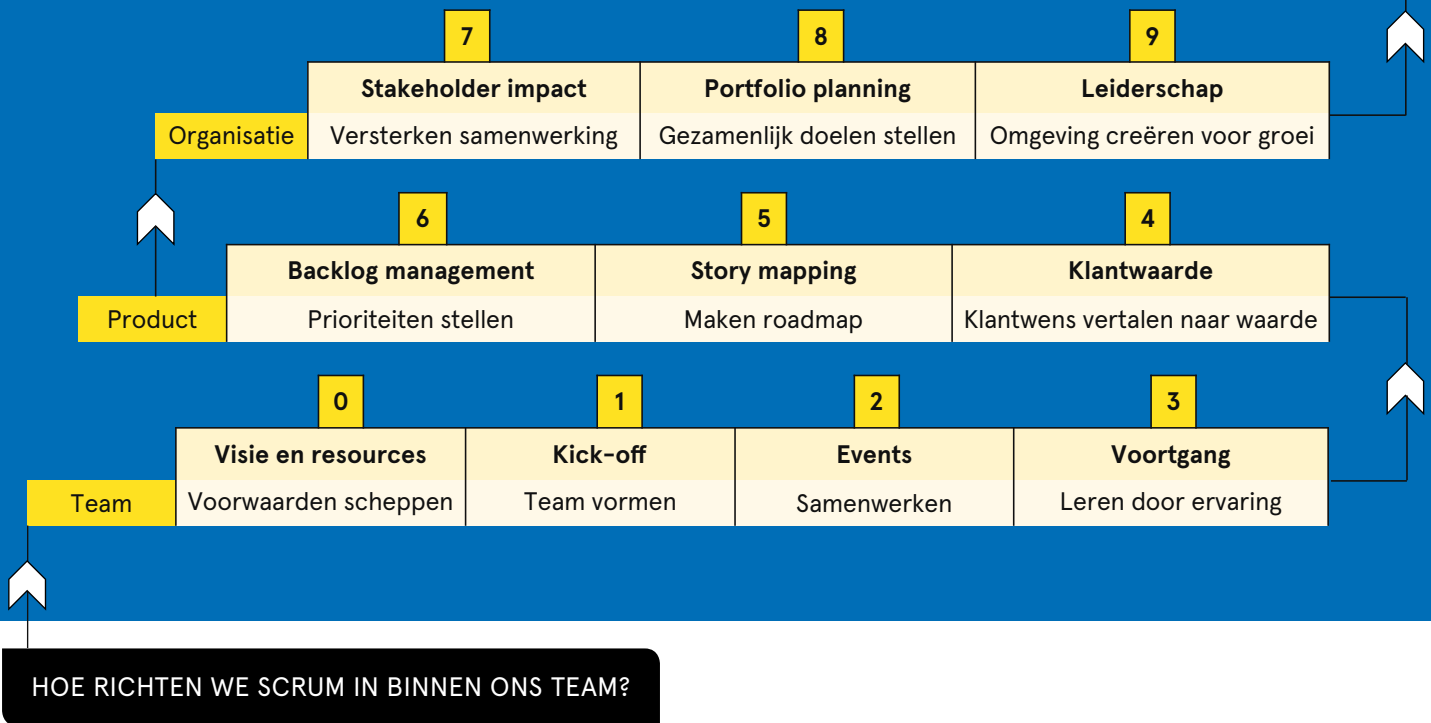 7
8
9
Stakeholder impact
Portfolio planning
Leiderschap
Organisatie
Versterken samenwerking
Gezamenlijk doelen stellen
Omgeving creëren voor groei
6
5
4
Backlog management
Story mapping
Klantwaarde
Product
Prioriteiten stellen
Maken roadmap
Klantwens vertalen naar waarde
0
1
2
3
Visie en resources
Kick-off
Events
Voortgang
Team
Voorwaarden scheppen
Team vormen
Samenwerken
Leren door ervaring
HOE RICHTEN WE SCRUM IN BINNEN ONS TEAM?